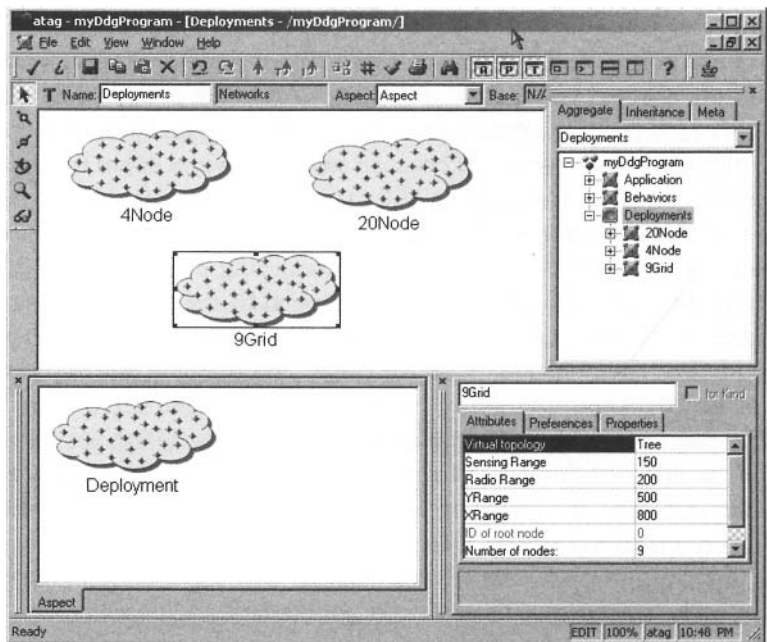 atag - myDdgProgram - [Deployments - /myDdgProgram/]
File Edit View Window Help
A P T
T Name: Deployments Networks Aspect: Aspect Base: N/A
Aggregate Inheritance Meta
Deployments
myDdgProgram
Application
Behaviors
Deployments
20Node
4Node
9Grid
4Node
20Node
9Grid
Deployment
Aspect
9Grid
for Kind
Attributes Preferences Properties
Virtual topology Tree
Sensing Range 150
Radio Range 200
YRange 500
XRange 800
ID of root node 0
Number of nodes: 9
Ready EDIT 100% atag 10:48 PM